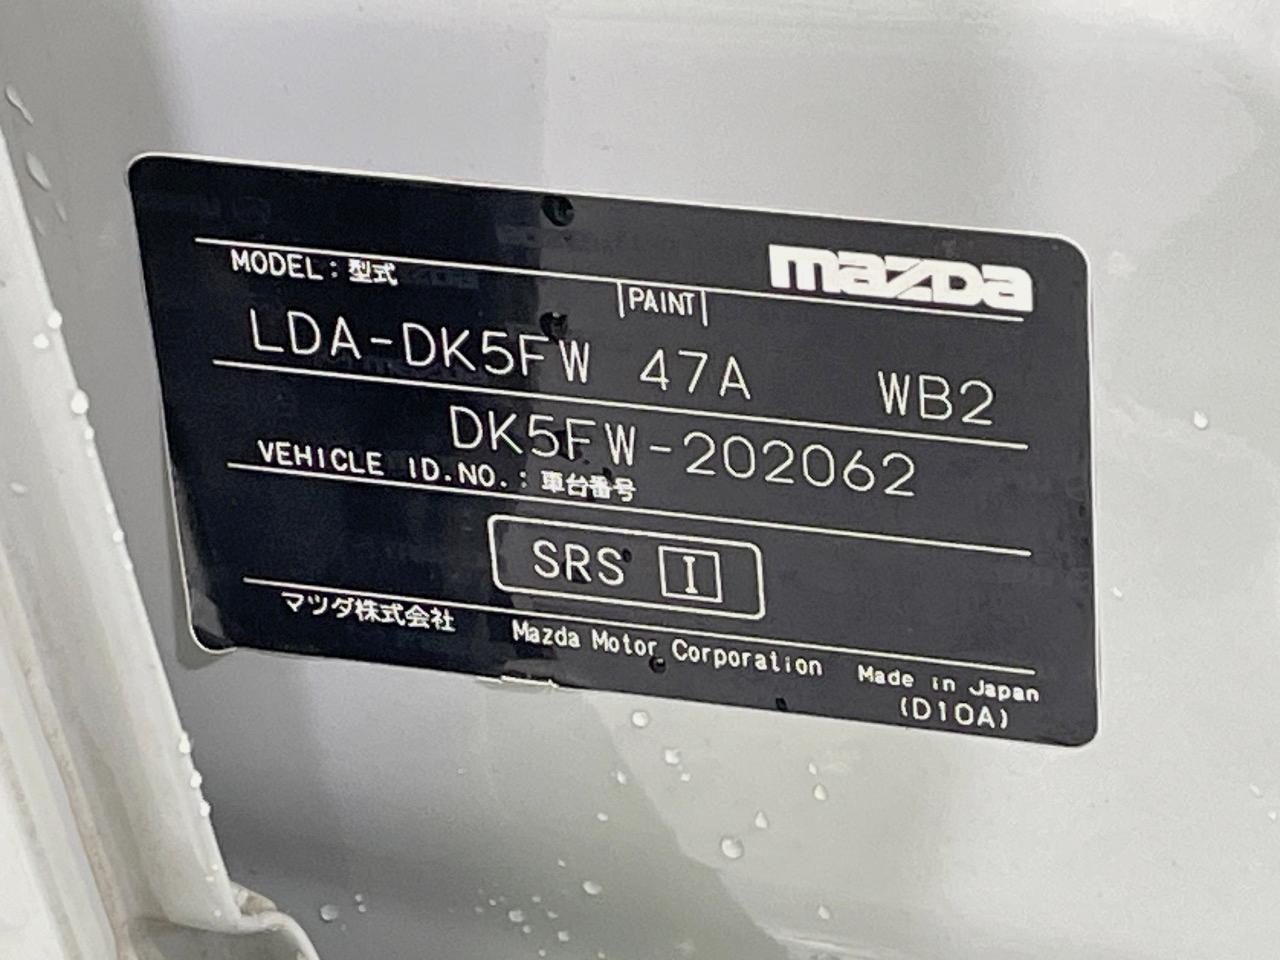 mazda
MODEL：型式
PAINT
LDA-DK5FW 47A WB2
DK5FW-202062
VEHICLE ID.NO.：車台番号
SRS I
マツダ株式会社 Mazda Motor Corporation Made in Japan
(D10A)